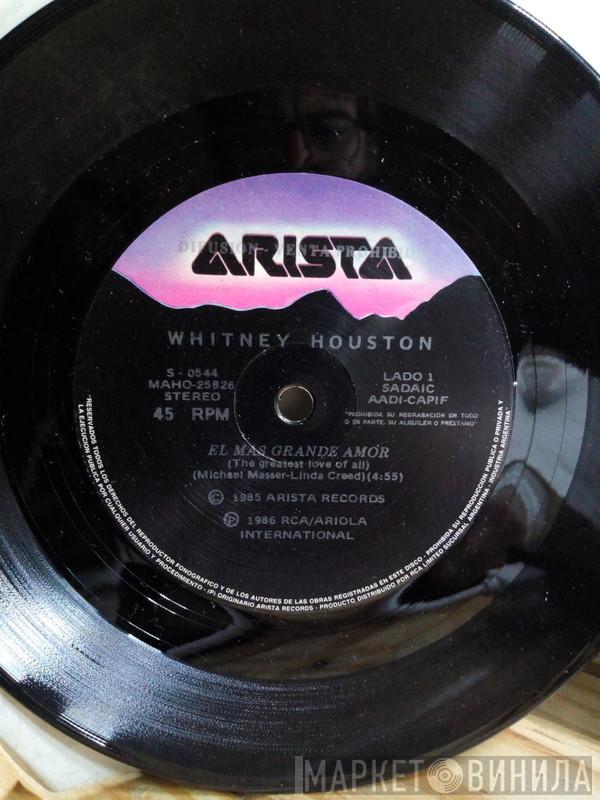 DIFUSION - VENTA PROHIBIDA
ARISTA
WHITNEY HOUSTON
S - 0544
MAHO-25826
STEREO
45 RPM
LADO 1
SADAIC
AADI-CAPIF
"PROHIBIDA SU REGRABACION EN TODO
O EN PARTE, SU ALQUILER O PRESTAMO"
EL MAS GRANDE AMOR
(The greatest love of all)
(Michael Masser-Linda Creed)(4:55)
© 1985 ARISTA RECORDS
℗ 1986 RCA/ARIOLA
INTERNATIONAL
"RESERVADOS TODOS LOS DERECHOS DEL REPRODUCTOR FONOGRAFICO Y DE LOS AUTORES DE LAS OBRAS REGISTRADAS EN ESTE DISCO - PROHIBIDA SU REPRODUCCION PUBLICA O PRIVADA Y
LA EJECUCION PUBLICA POR CUALQUIER USUARIO Y PROCEDIMIENTO - (P) ORIGINARIO ARISTA RECORDS - PRODUCTO DISTRIBUIDO POR RCA LIMITED SUCURSAL ARGENTINA - INDUSTRIA ARGENTINA"
МАРКЕТ ВИНИЛА